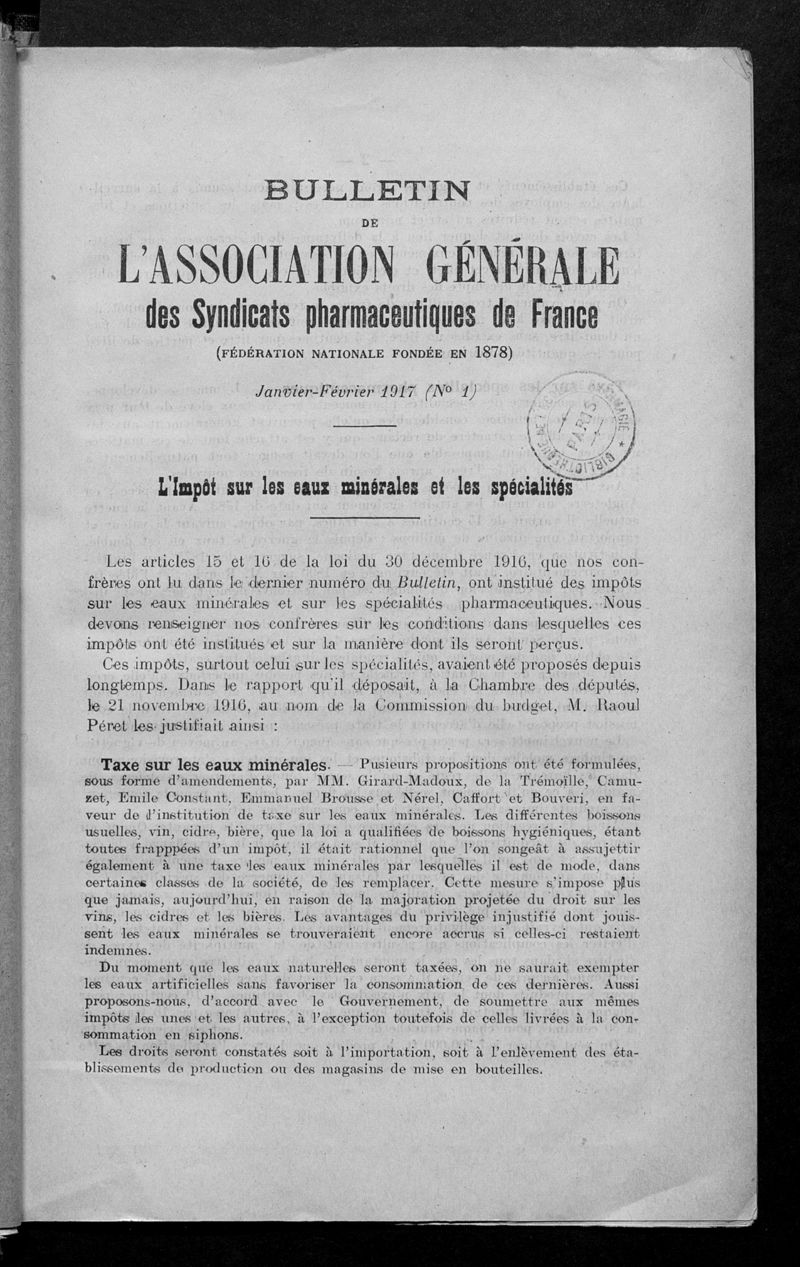 BULLETIN
DE
L'ASSOCIATION GÉNÉRALE
des Syndicats pharmaceutiques de France
(FÉDÉRATION NATIONALE FONDÉE EN 1878)
Janvier-Février 1917 (No 1)
PARIS
L'Impôt sur les eaux minérales et les spécialités
Les articles 15 et 16 de la loi du 30 décembre 1916, que nos con-
frères ont lu dans le dernier numéro du Bulletin, ont institué des impôts
sur les eaux minérales et sur les spécialités pharmaceutiques. Nous
devons renseigner nos confrères sur les conditions dans lesquelles ces
impôts ont été institués et sur la manière dont ils seront perçus.
Ces impôts, surtout celui sur les spécialités, avaient été proposés depuis
longtemps. Dans le rapport qu'il déposait, à la Chambre des députés,
le 21 novembre 1916, au nom de la Commission du budget, M. Raoul
Péret les justifiait ainsi :
Taxe sur les eaux minérales. — Pusieurs propositions ont été formulées,
sous forme d'amendements, par MM. Girard-Madoux, de la Trémoïlle, Camu-
zet, Emile Constant, Emmanuel Brousse et Nérel, Caffort et Bouveri, en fa-
veur de l'institution de taxe sur les eaux minérales. Les différentes boissons
usuelles, vin, cidre, bière, que la loi a qualifiées de boissons hygiéniques, étant
toutes frapppées d'un impôt, il était rationnel que l'on songeât à assujettir
également à une taxe les eaux minérales par lesquelles il est de mode, dans
certaines classes de la société, de les remplacer. Cette mesure s'impose plus
que jamais, aujourd'hui, en raison de la majoration projetée du droit sur les
vins, les cidres et les bières. Les avantages du privilège injustifié dont jouis-
sent les eaux minérales se trouveraient encore accrus si celles-ci restaient
indemnes.
Du moment que les eaux naturelles seront taxées, on ne saurait exempter
les eaux artificielles sans favoriser la consommation de ces dernières. Aussi
proposons-nous, d'accord avec le Gouvernement, de soumettre aux mêmes
impôts les unes et les autres, à l'exception toutefois de celles livrées à la con-
sommation en siphons.
Les droits seront constatés soit à l'importation, soit à l'enlèvement des éta-
blissements de production ou des magasins de mise en bouteilles.